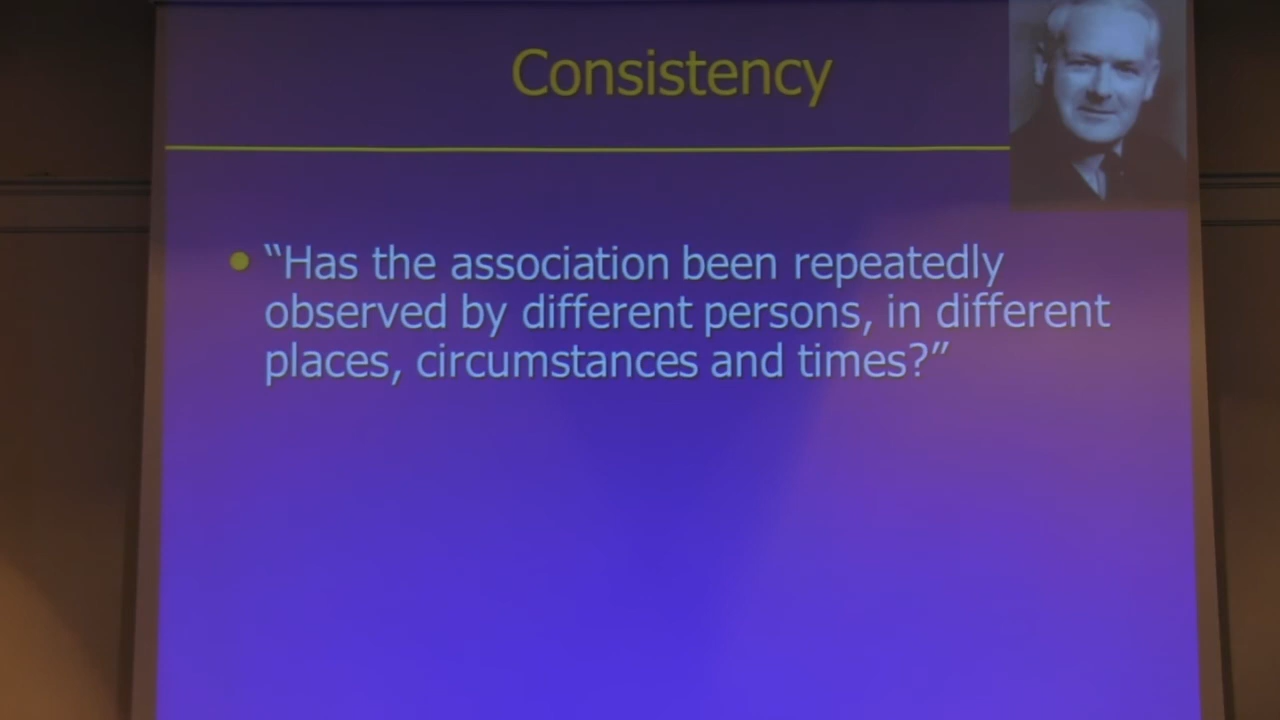 Consistency
• “Has the association been repeatedly
observed by different persons, in different
places, circumstances and times?”